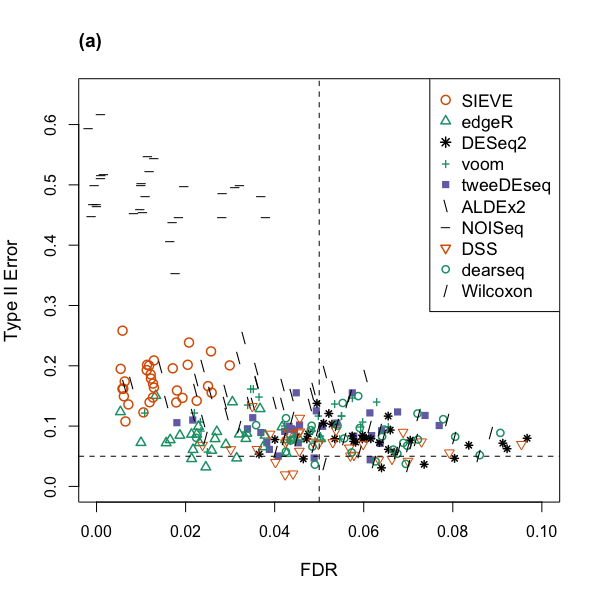 (a)
Type II Error
0.0
0.1
0.2
0.3
0.4
0.5
0.6
SIEVE
edgeR
DESeq2
voom
tweeDEseq
ALDEx2
NOISeq
DSS
dearseq
Wilcoxon
0.00 0.02 0.04 0.06 0.08 0.10
FDR